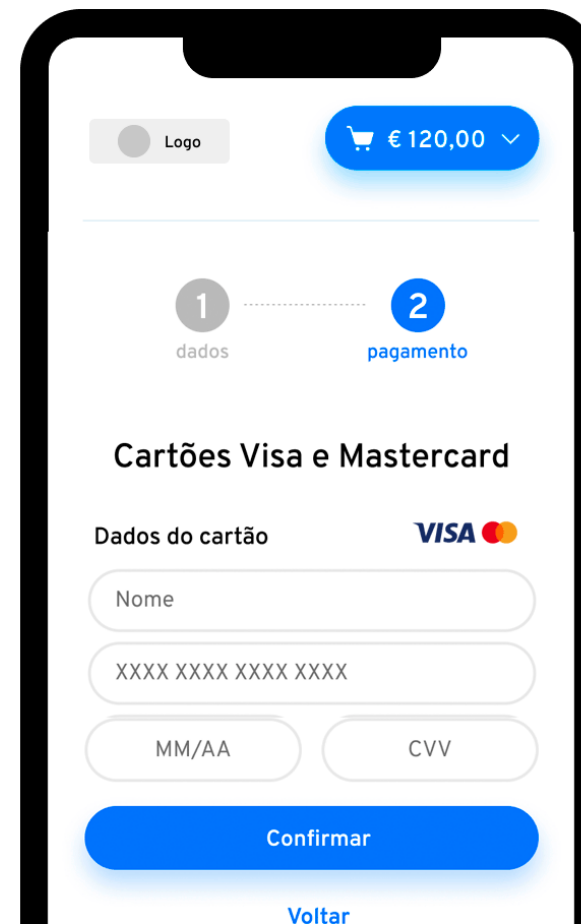 Logo
€ 120,00
1
2
dados
pagamento
Cartões Visa e Mastercard
Dados do cartão
VISA
Nome
XXXX XXXX XXXX XXXX
MM/AA
CVV
Confirmar
Voltar